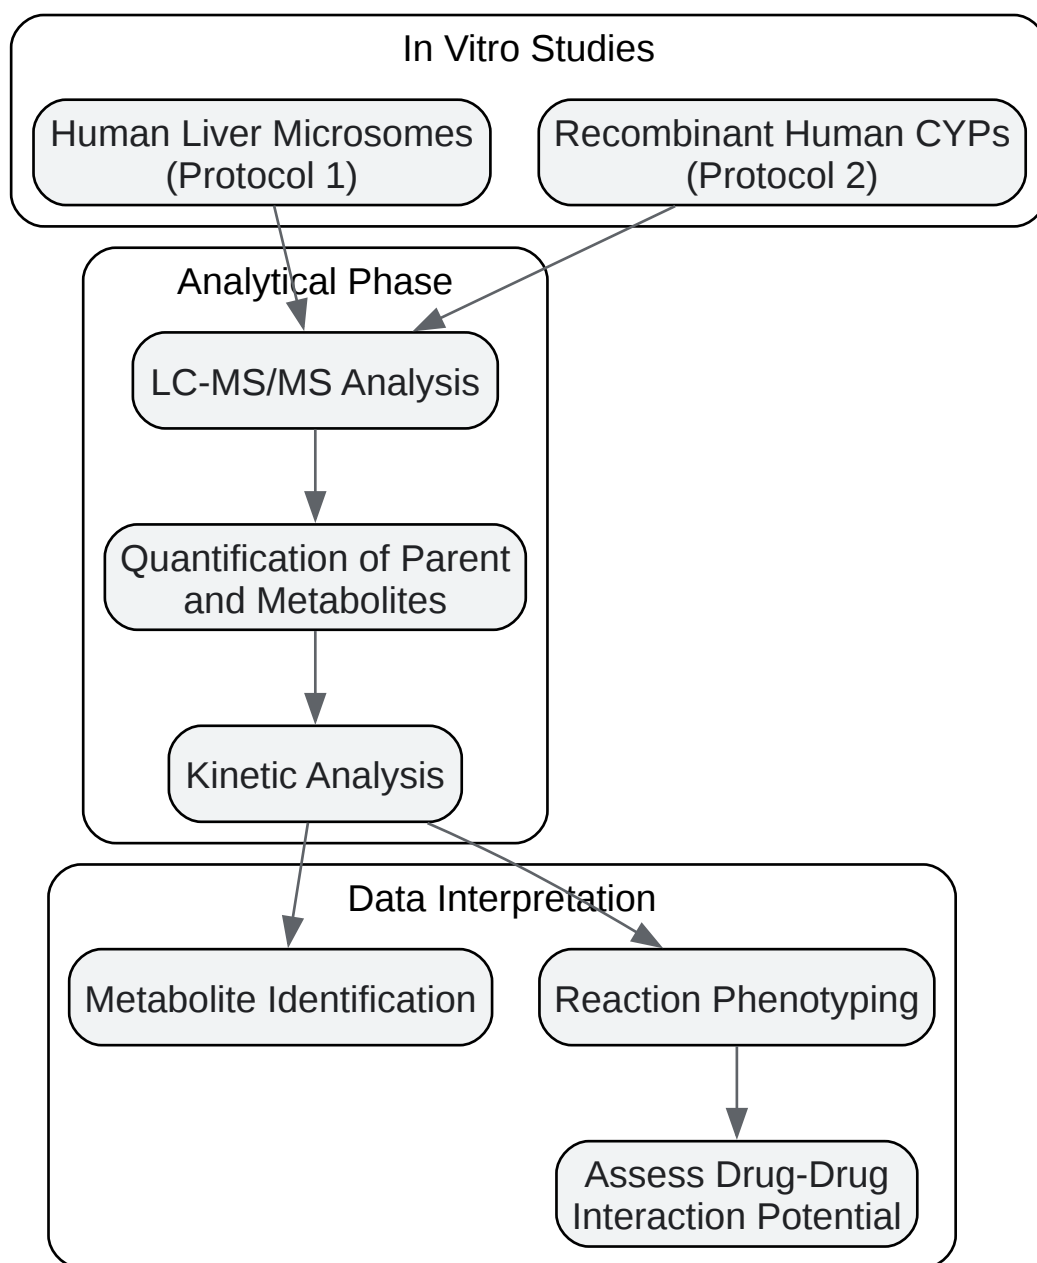 In Vitro Studies
Human Liver Microsomes
(Protocol 1)
Recombinant Human CYPs
(Protocol 2)
Analytical Phase
LC-MS/MS Analysis
Quantification of Parent
and Metabolites
Kinetic Analysis
Data Interpretation
Metabolite Identification
Reaction Phenotyping
Assess Drug-Drug
Interaction Potential